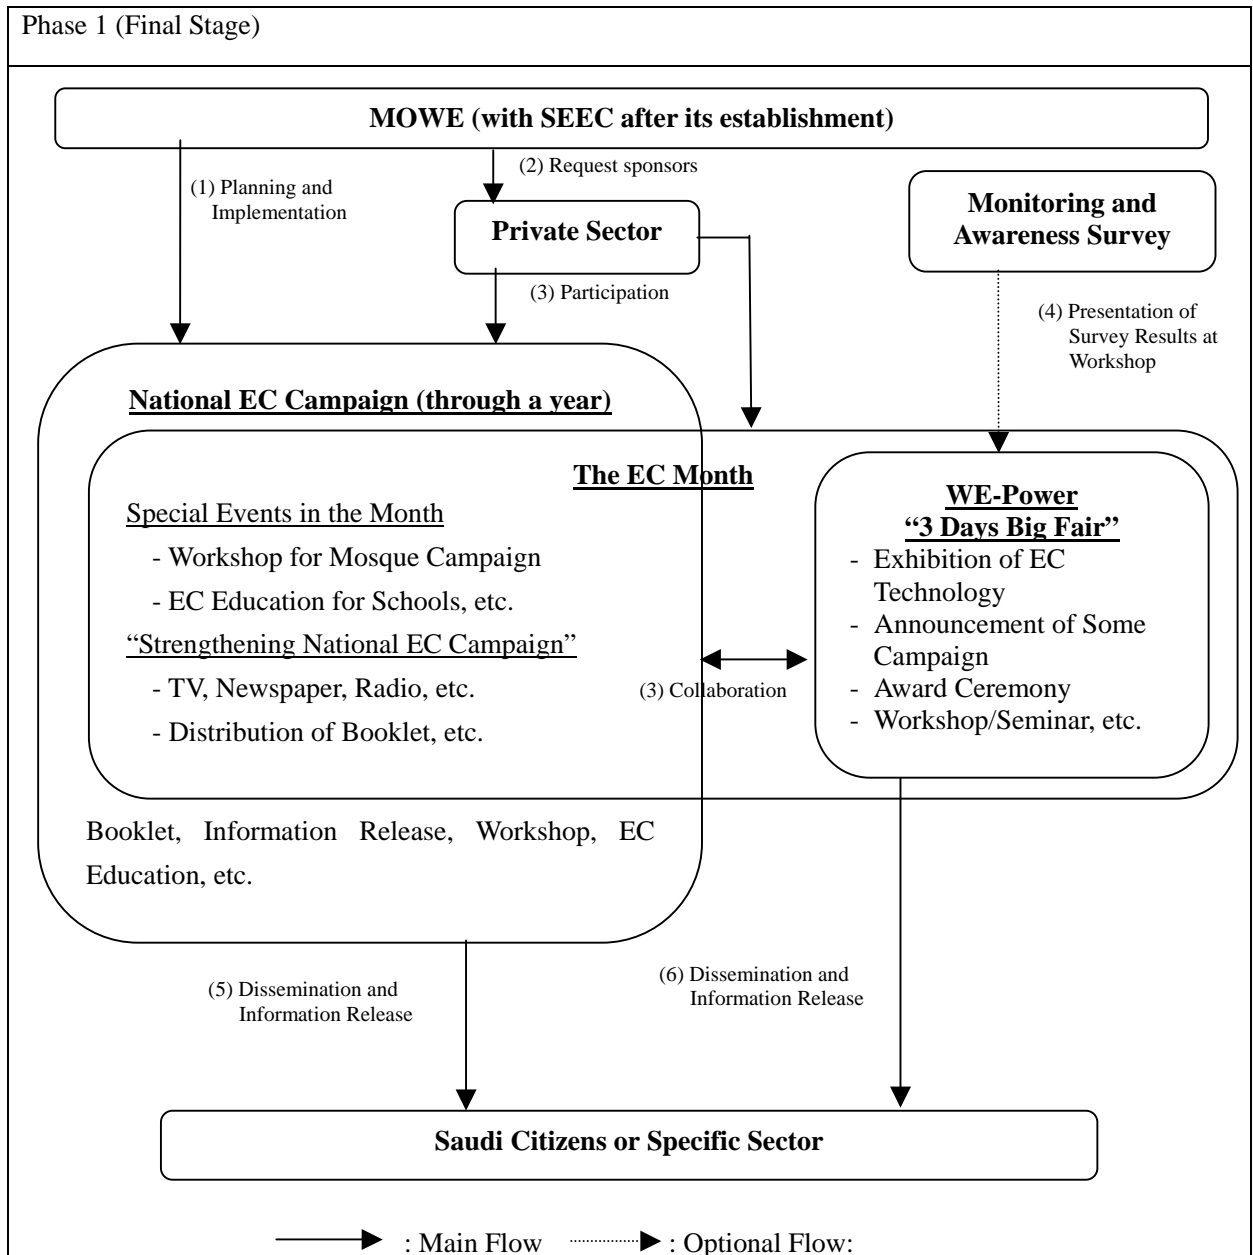 Phase 1 (Final Stage)
MOWE (with SEEC after its establishment)
(1) Planning and
Implementation
(2) Request sponsors
Private Sector
Monitoring and
Awareness Survey
(3) Participation
(4) Presentation of
Survey Results at
Workshop
National EC Campaign (through a year)
The EC Month
Special Events in the Month
- Workshop for Mosque Campaign
- EC Education for Schools, etc.
“Strengthening National EC Campaign”
- TV, Newspaper, Radio, etc.
- Distribution of Booklet, etc.
(3) Collaboration
WE-Power
“3 Days Big Fair”
- Exhibition of EC
Technology
- Announcement of Some
Campaign
- Award Ceremony
- Workshop/Seminar, etc.
Booklet, Information Release, Workshop, EC
Education, etc.
(5) Dissemination and
Information Release
(6) Dissemination and
Information Release
Saudi Citizens or Specific Sector
: Main Flow
: Optional Flow: